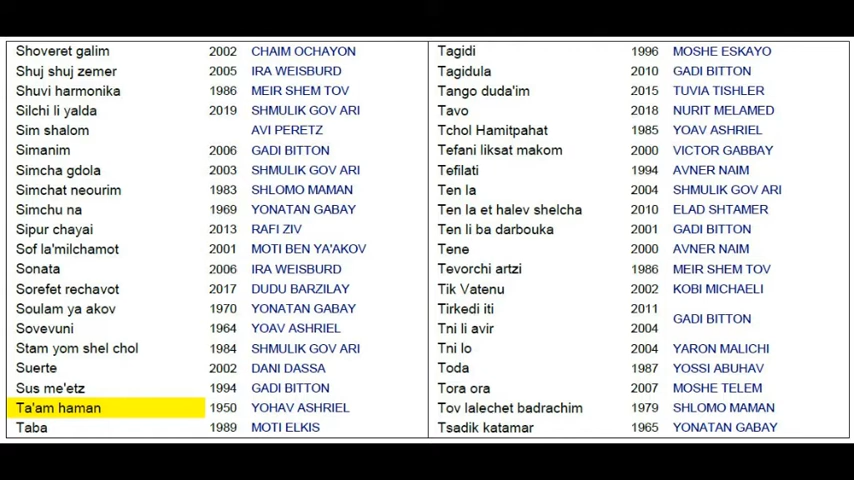 Shoveret galim 2002 CHAIM OCHAYON
Shuj shuj zemer 2005 IRA WEISBURD
Shuvi harmonika 1986 MEIR SHEM TOV
Silchi li yalda 2019 SHMULIK GOV ARI
Sim shalom AVI PERETZ
Simanim 2006 GADI BITTON
Simcha gdola 2003 SHMULIK GOV ARI
Simchat neourim 1983 SHLOMO MAMAN
Simchu na 1969 YONATAN GABAY
Sipur chayai 2013 RAFI ZIV
Sof la'milchamot 2001 MOTI BEN YA'AKOV
Sonata 2006 IRA WEISBURD
Sorefet rechavot 2017 DUDU BARZILAY
Soulam ya akov 1970 YONATAN GABAY
Sovevuni 1964 YOAV ASHRIEL
Stam yom shel chol 1984 SHMULIK GOV ARI
Suerte 2002 DANI DASSA
Sus me'etz 1994 GADI BITTON
Ta'am haman 1950 YOHAV ASHRIEL
Taba 1989 MOTI ELKIS
Tagidi 1996 MOSHE ESKAYO
Tagidula 2010 GADI BITTON
Tango duda'im 2015 TUVIA TISHLER
Tavo 2018 NURIT MELAMED
Tchol Hamitpahat 1985 YOAV ASHRIEL
Tefani liksat makom 2000 VICTOR GABBAY
Tefilati 1994 AVNER NAIM
Ten la 2004 SHMULIK GOV ARI
Ten la et halev shelcha 2010 ELAD SHTAMER
Ten li ba darbouka 2001 GADI BITTON
Tene 2000 AVNER NAIM
Tevorchi artzi 1986 MEIR SHEM TOV
Tik Vatenu 2002 KOBI MICHAELI
Tirkedi iti 2011
GADI BITTON
Tni li avir 2004
Tni lo 2004 YARON MALICHI
Toda 1987 YOSSI ABUHAV
Tora ora 2007 MOSHE TELEM
Tov lalechet badrachim 1979 SHLOMO MAMAN
Tsadik katamar 1965 YONATAN GABAY